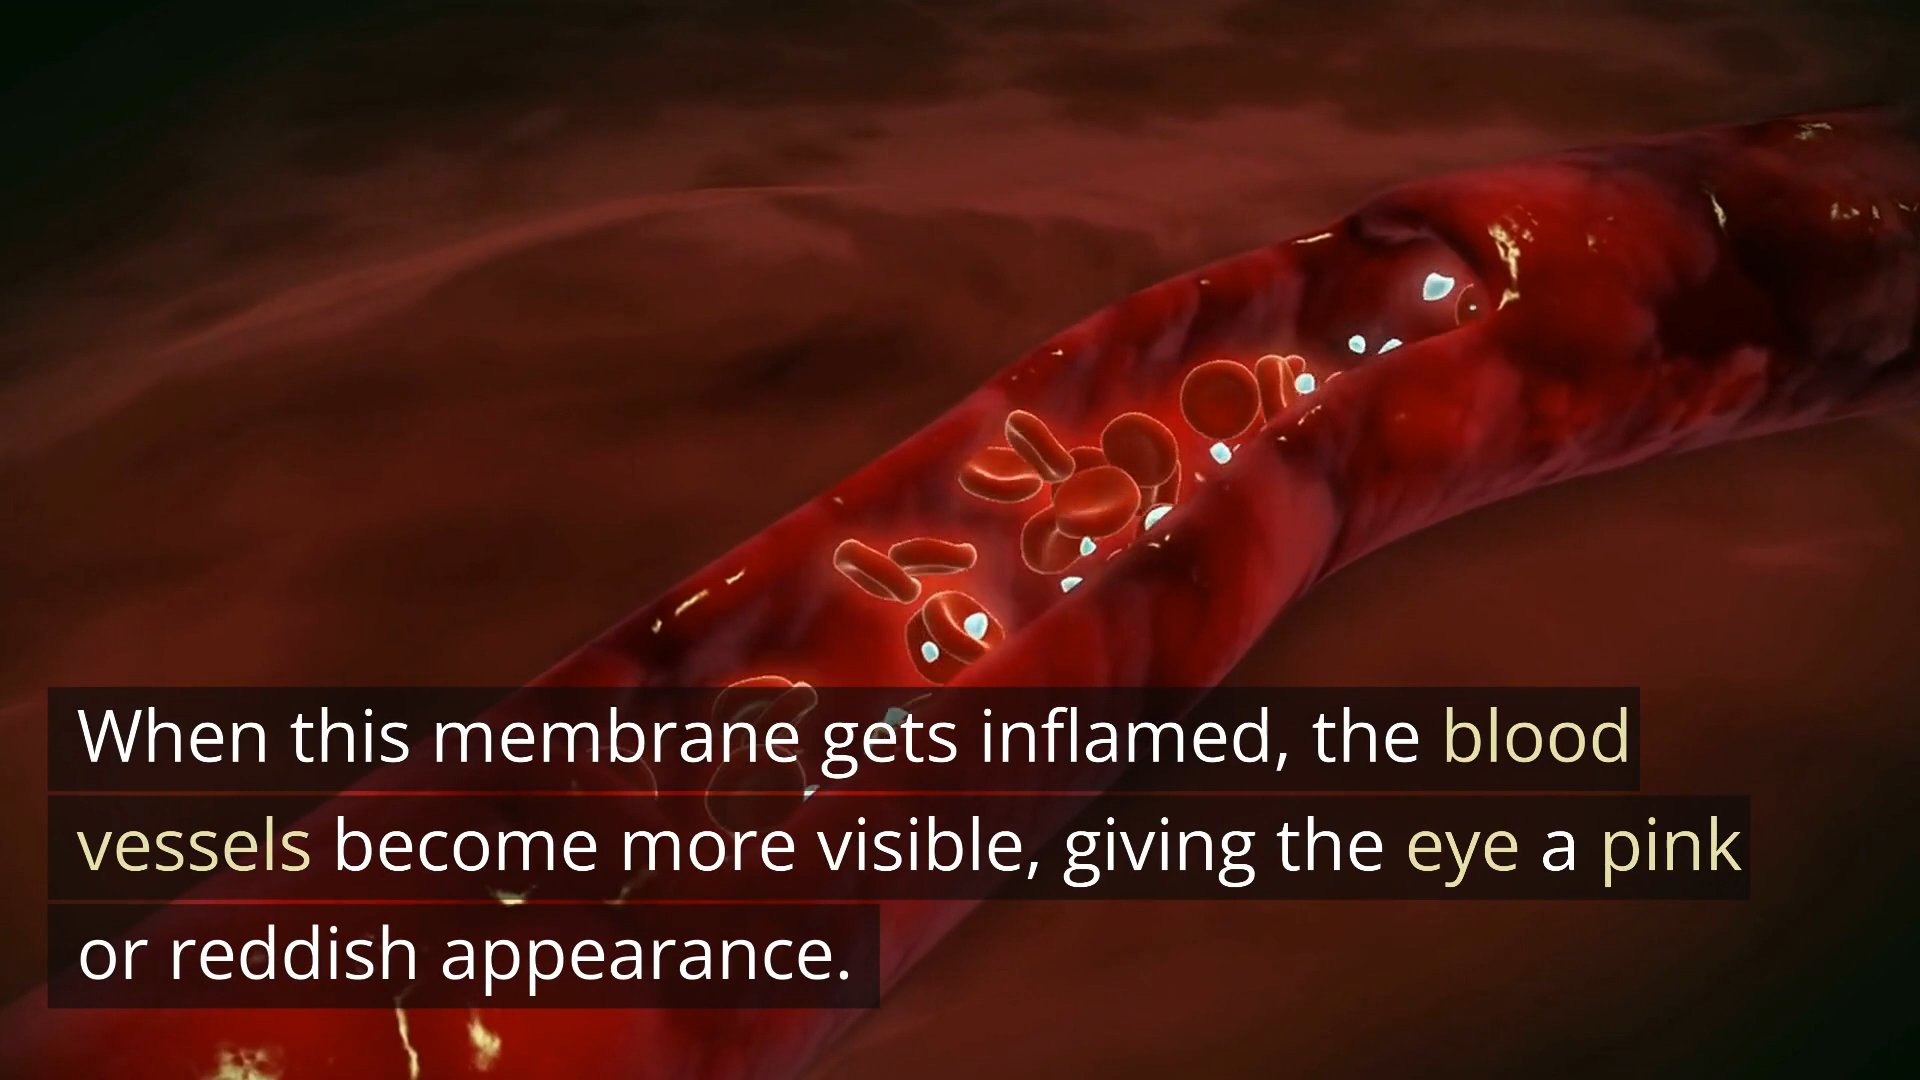 When this membrane gets inflamed, the blood
vessels become more visible, giving the eye a pink
or reddish appearance.